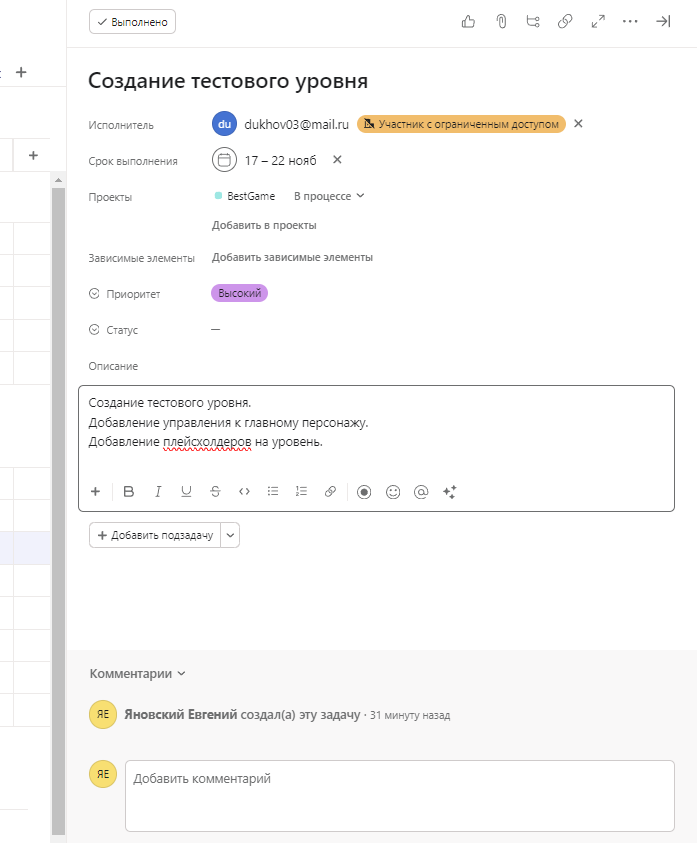 Выполнено
Создание тестового уровня
Исполнитель
du dukhov03@mail.ru Участник с ограниченным доступом
Срок выполнения
17 – 22 нояб
Проекты
BestGame В процессе
Добавить в проекты
Зависимые элементы Добавить зависимые элементы
Приоритет Высокий
Статус —
Описание
Создание тестового уровня.
Добавление управления к главному персонажу.
Добавление плейсхолдеров на уровень.
B I U S
Добавить подзадачу
Комментарии
ЯЕ Яновский Евгений создал(а) эту задачу · 31 минуту назад
ЯЕ Добавить комментарий